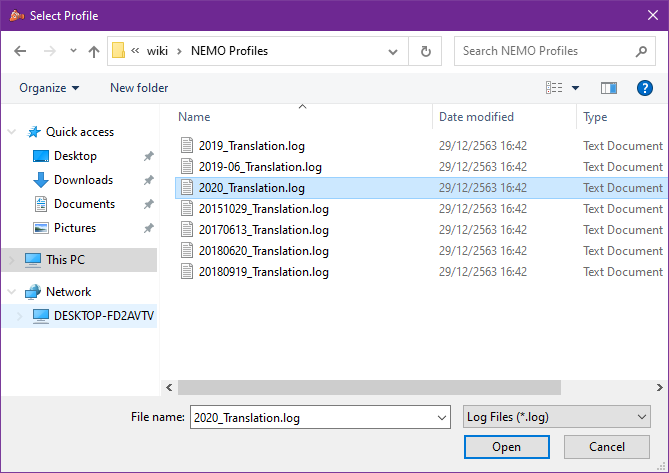 Select Profile
« wiki > NEMO Profiles
Search NEMO Profiles
Organize New folder
Name Date modified Type
Quick access
Desktop
Downloads
Documents
Pictures
This PC
Network
DESKTOP-FD2AVTV
2019_Translation.log 29/12/2563 16:42 Text Document
2019-06_Translation.log 29/12/2563 16:42 Text Document
2020_Translation.log 29/12/2563 16:42 Text Document
20151029_Translation.log 29/12/2563 16:42 Text Document
20170613_Translation.log 29/12/2563 16:42 Text Document
20180620_Translation.log 29/12/2563 16:42 Text Document
20180919_Translation.log 29/12/2563 16:42 Text Document
File name: 2020_Translation.log Log Files (*.log)
Open Cancel